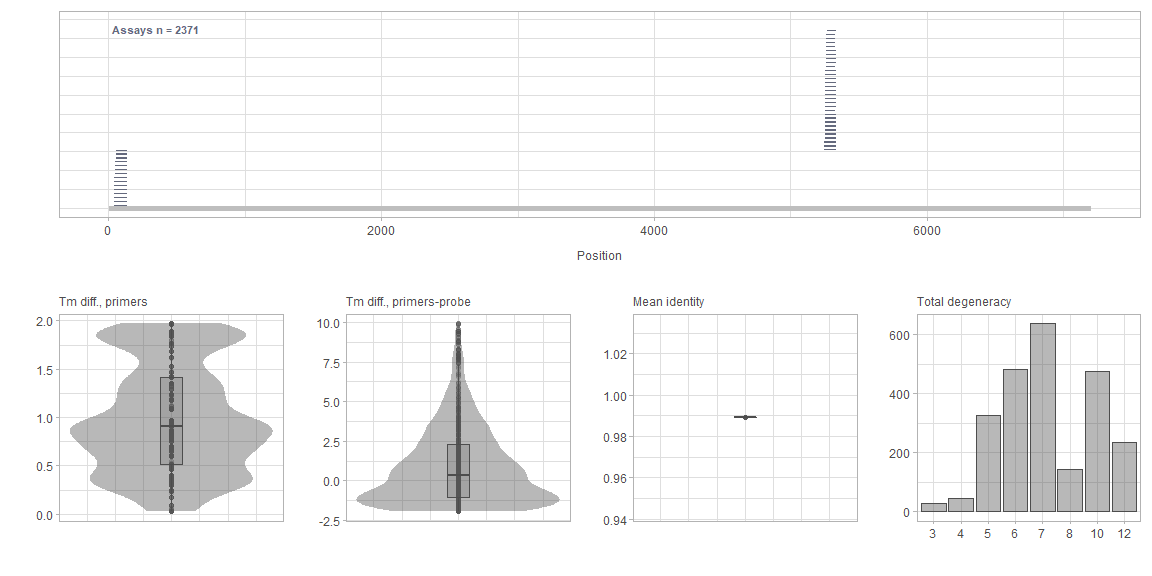 Assays n = 2371
0 2000 4000 6000
Position
Tm diff., primers
2.0
1.5
1.0
0.5
0.0
Tm diff., primers-probe
10.0
7.5
5.0
2.5
0.0
-2.5
Mean identity
1.02
1.00
0.98
0.96
0.94
Total degeneracy
600
400
200
0
3 4 5 6 7 8 10 12